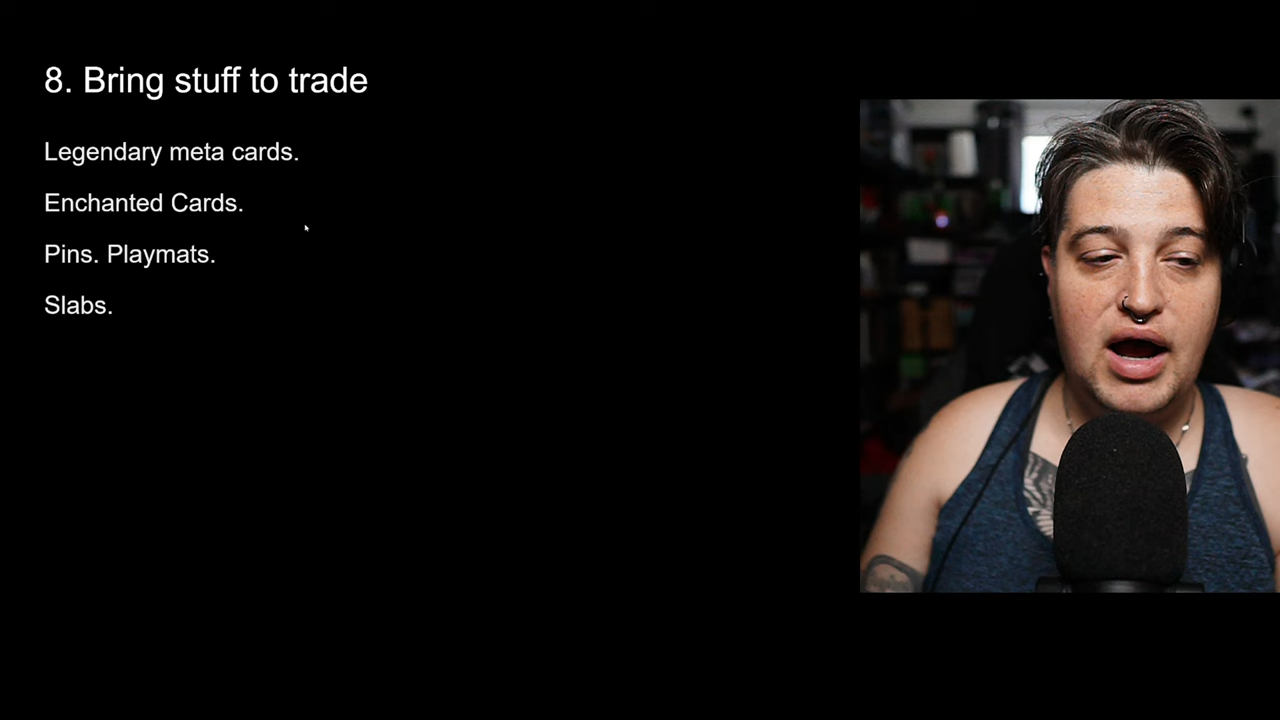 8. Bring stuff to trade
Legendary meta cards.
Enchanted Cards.
Pins. Playmats.
Slabs.